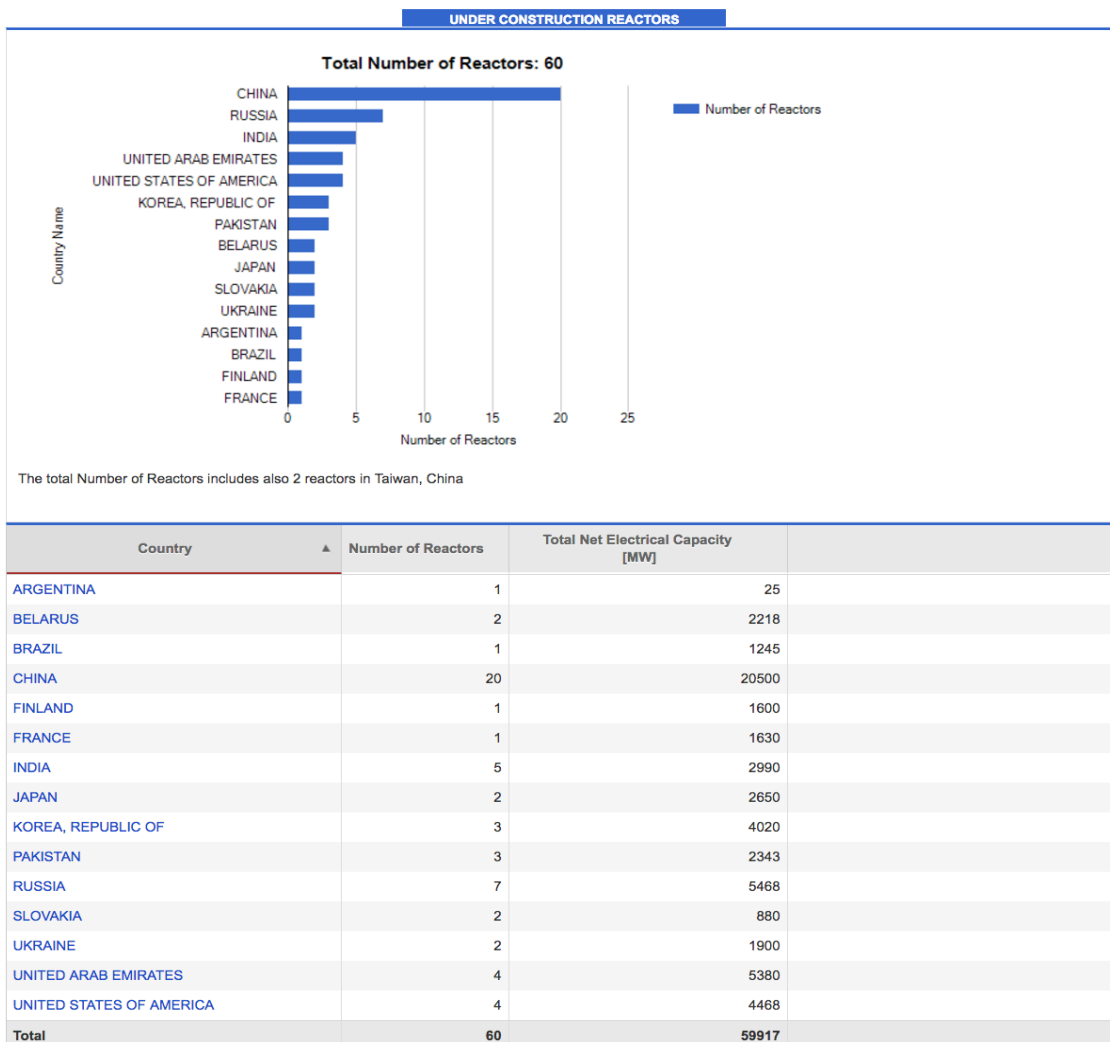 UNDER CONSTRUCTION REACTORS
Total Number of Reactors: 60
CHINA
RUSSIA
INDIA
UNITED ARAB EMIRATES
UNITED STATES OF AMERICA
KOREA, REPUBLIC OF
PAKISTAN
BELARUS
JAPAN
SLOVAKIA
UKRAINE
ARGENTINA
BRAZIL
FINLAND
FRANCE
Country Name
0 5 10 15 20 25
Number of Reactors
Number of Reactors
The total Number of Reactors includes also 2 reactors in Taiwan, China
Country ▲ Number of Reactors Total Net Electrical Capacity
[MW]
ARGENTINA 1 25
BELARUS 2 2218
BRAZIL 1 1245
CHINA 20 20500
FINLAND 1 1600
FRANCE 1 1630
INDIA 5 2990
JAPAN 2 2650
KOREA, REPUBLIC OF 3 4020
PAKISTAN 3 2343
RUSSIA 7 5468
SLOVAKIA 2 880
UKRAINE 2 1900
UNITED ARAB EMIRATES 4 5380
UNITED STATES OF AMERICA 4 4468
Total 60 59917